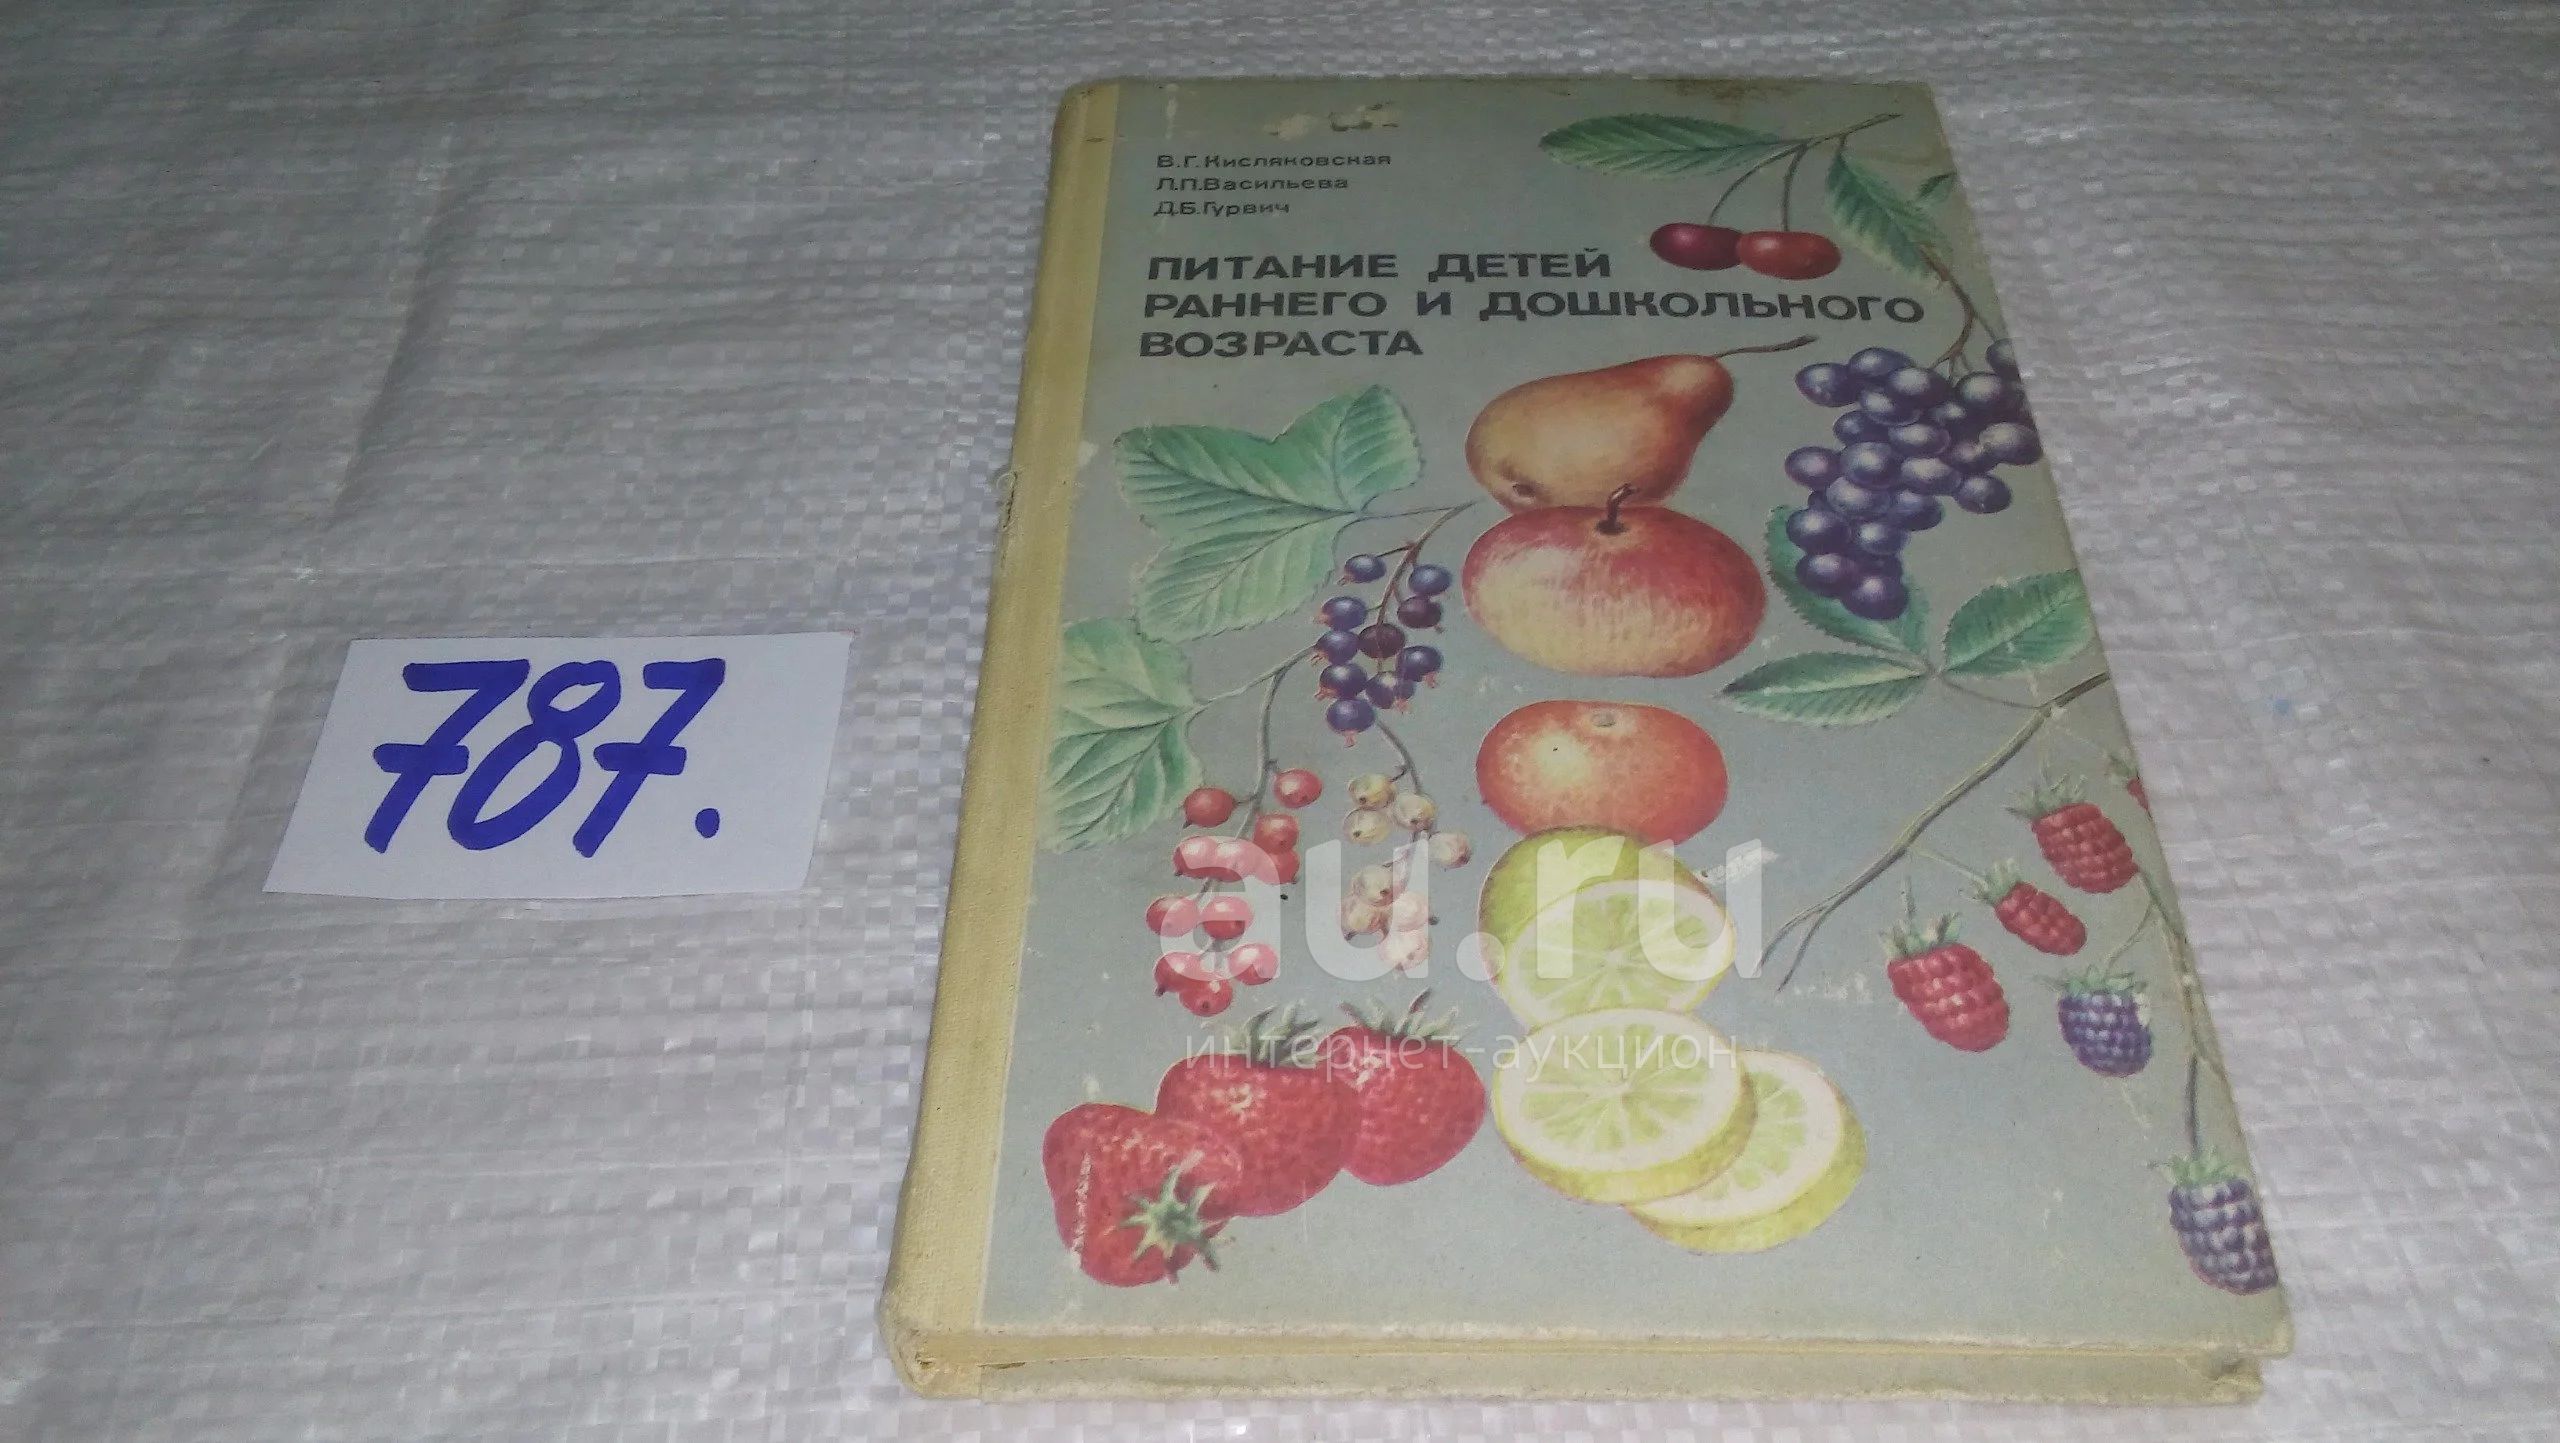 В.Г.Кисляковская
Л.П.Васильева
Д.Б.Гурвич
ПИТАНИЕ ДЕТЕЙ
РАННЕГО И ДОШКОЛЬНОГО
ВОЗРАСТА
787.
au.ru
интернет-аукцион